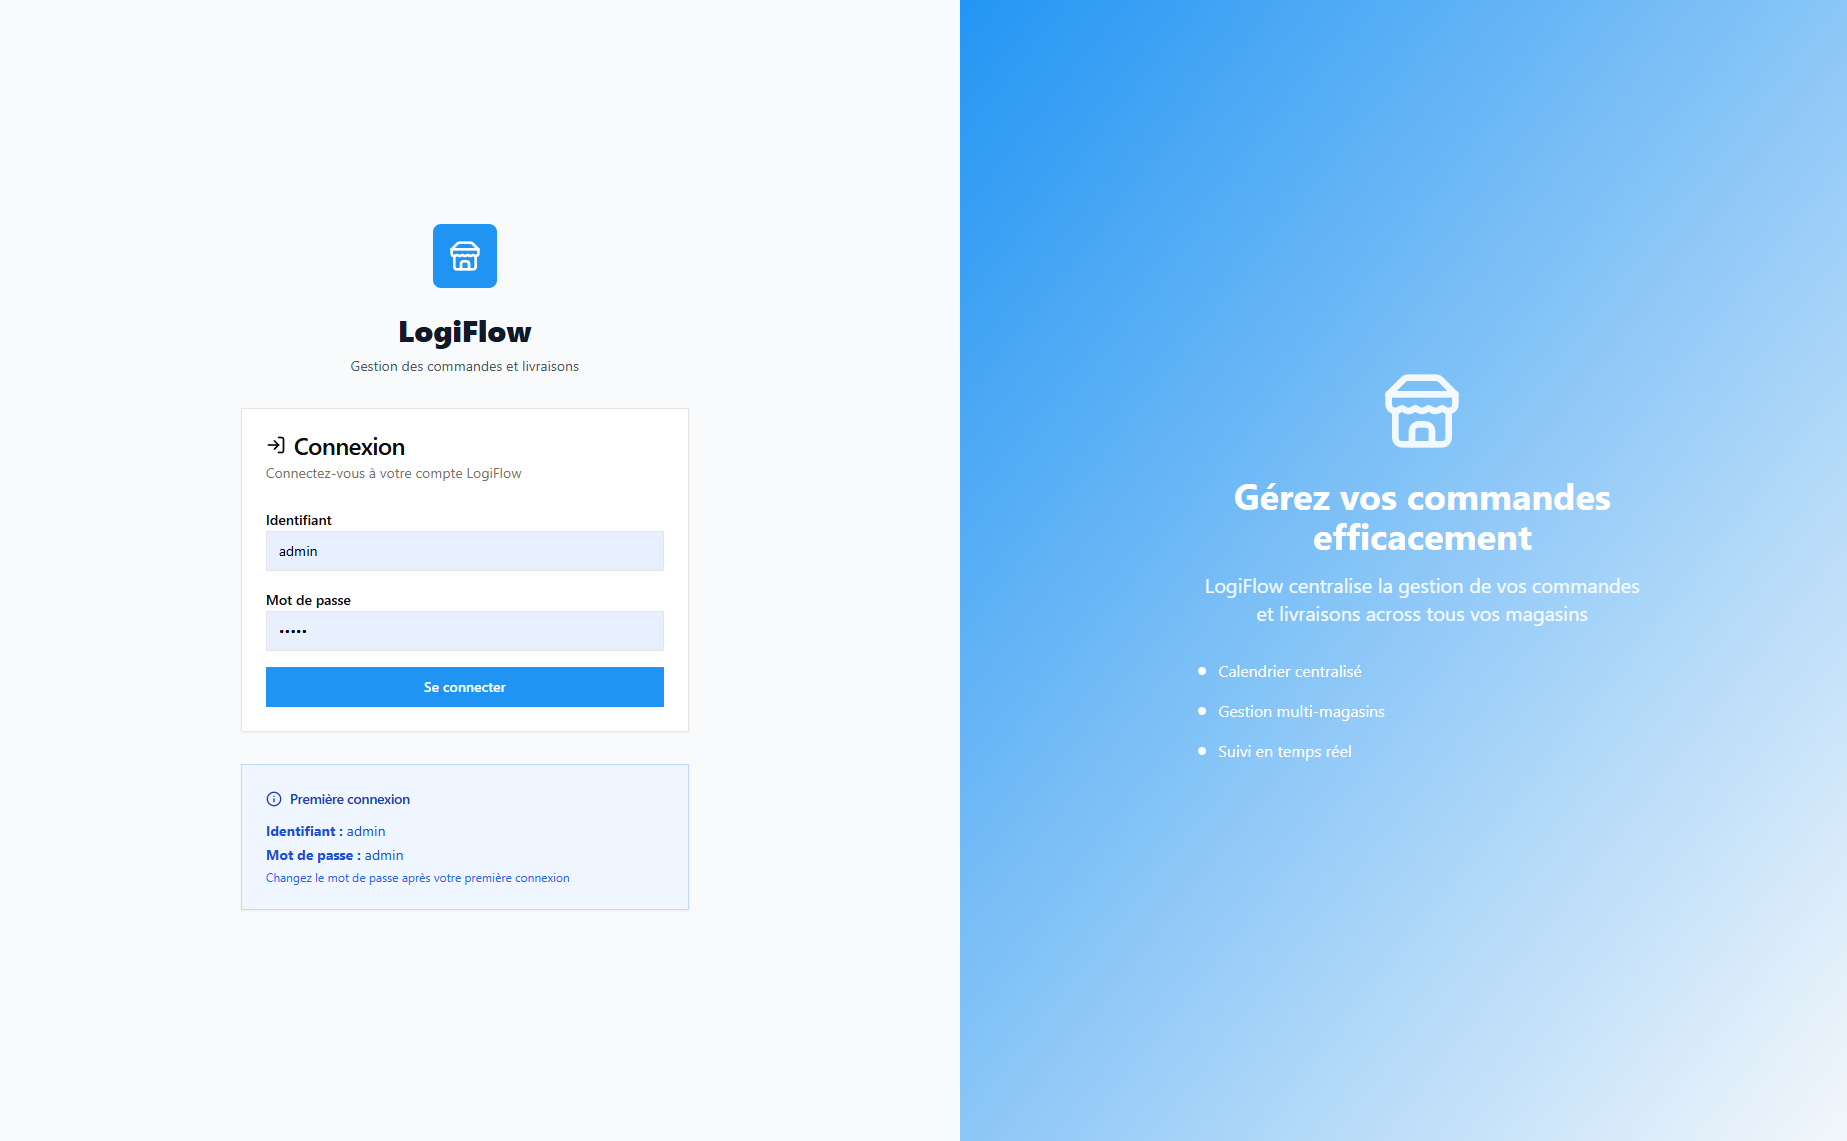 LogiFlow
Gestion des commandes et livraisons
Connexion
Connectez-vous à votre compte LogiFlow
Identifiant
admin
Mot de passe
•••••
Se connecter
Première connexion
Identifiant : admin
Mot de passe : admin
Changez le mot de passe après votre première connexion
Gérez vos commandes
efficacement
LogiFlow centralise la gestion de vos commandes
et livraisons across tous vos magasins
Calendrier centralisé
Gestion multi-magasins
Suivi en temps réel